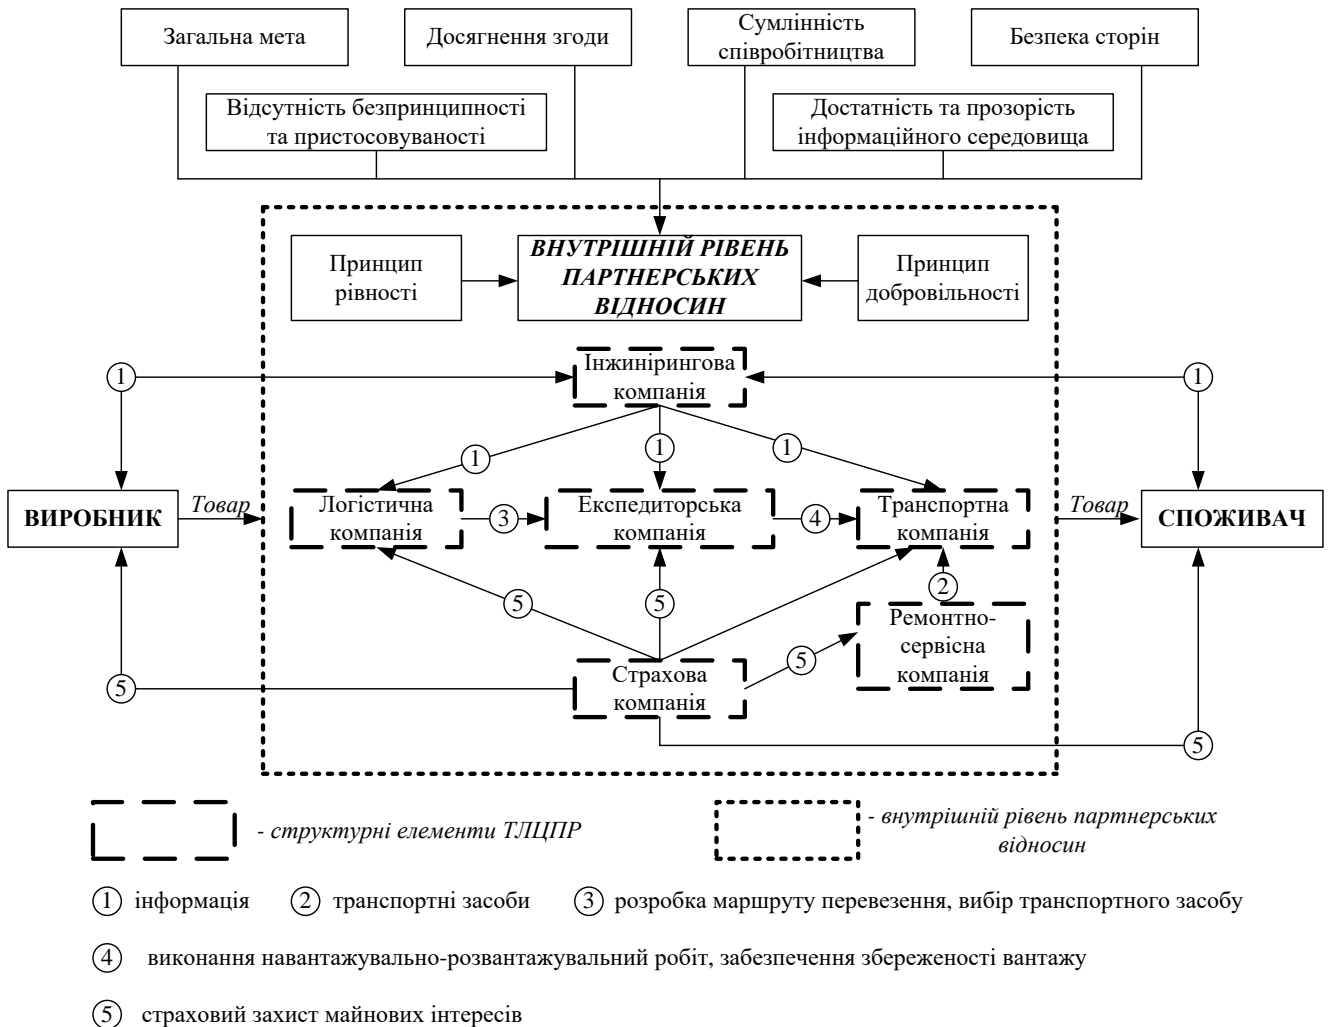 Загальна мета
Досягнення згоди
Сумлінність
співробітництва
Безпека сторін
Відсутність безпринципності
та пристосовуваності
Достатність та прозорість
інформаційного середовища
Принцип
рівності
ВНУТРІШНІЙ РІВЕНЬ
ПАРТНЕРСЬКИХ
ВІДНОСИН
Принцип
добровільності
1
Інжинірингова
компанія
1
1
1
1
ВИРОБНИК
Товар
Логістична
компанія
3
Експедиторська
компанія
4
Транспортна
компанія
Товар
СПОЖИВАЧ
5
5
2
Ремонтно-
сервісна
компанія
5
Страхова
компанія
5
5
- структурні елементи ТЛЦПР
- внутрішній рівень партнерських
відносин
1 інформація
2 транспортні засоби
3 розробка маршруту перевезення, вибір транспортного засобу
4 виконання навантажувально-розвантажувальний робіт, забезпечення збереженості вантажу
5 страховий захист майнових інтересів